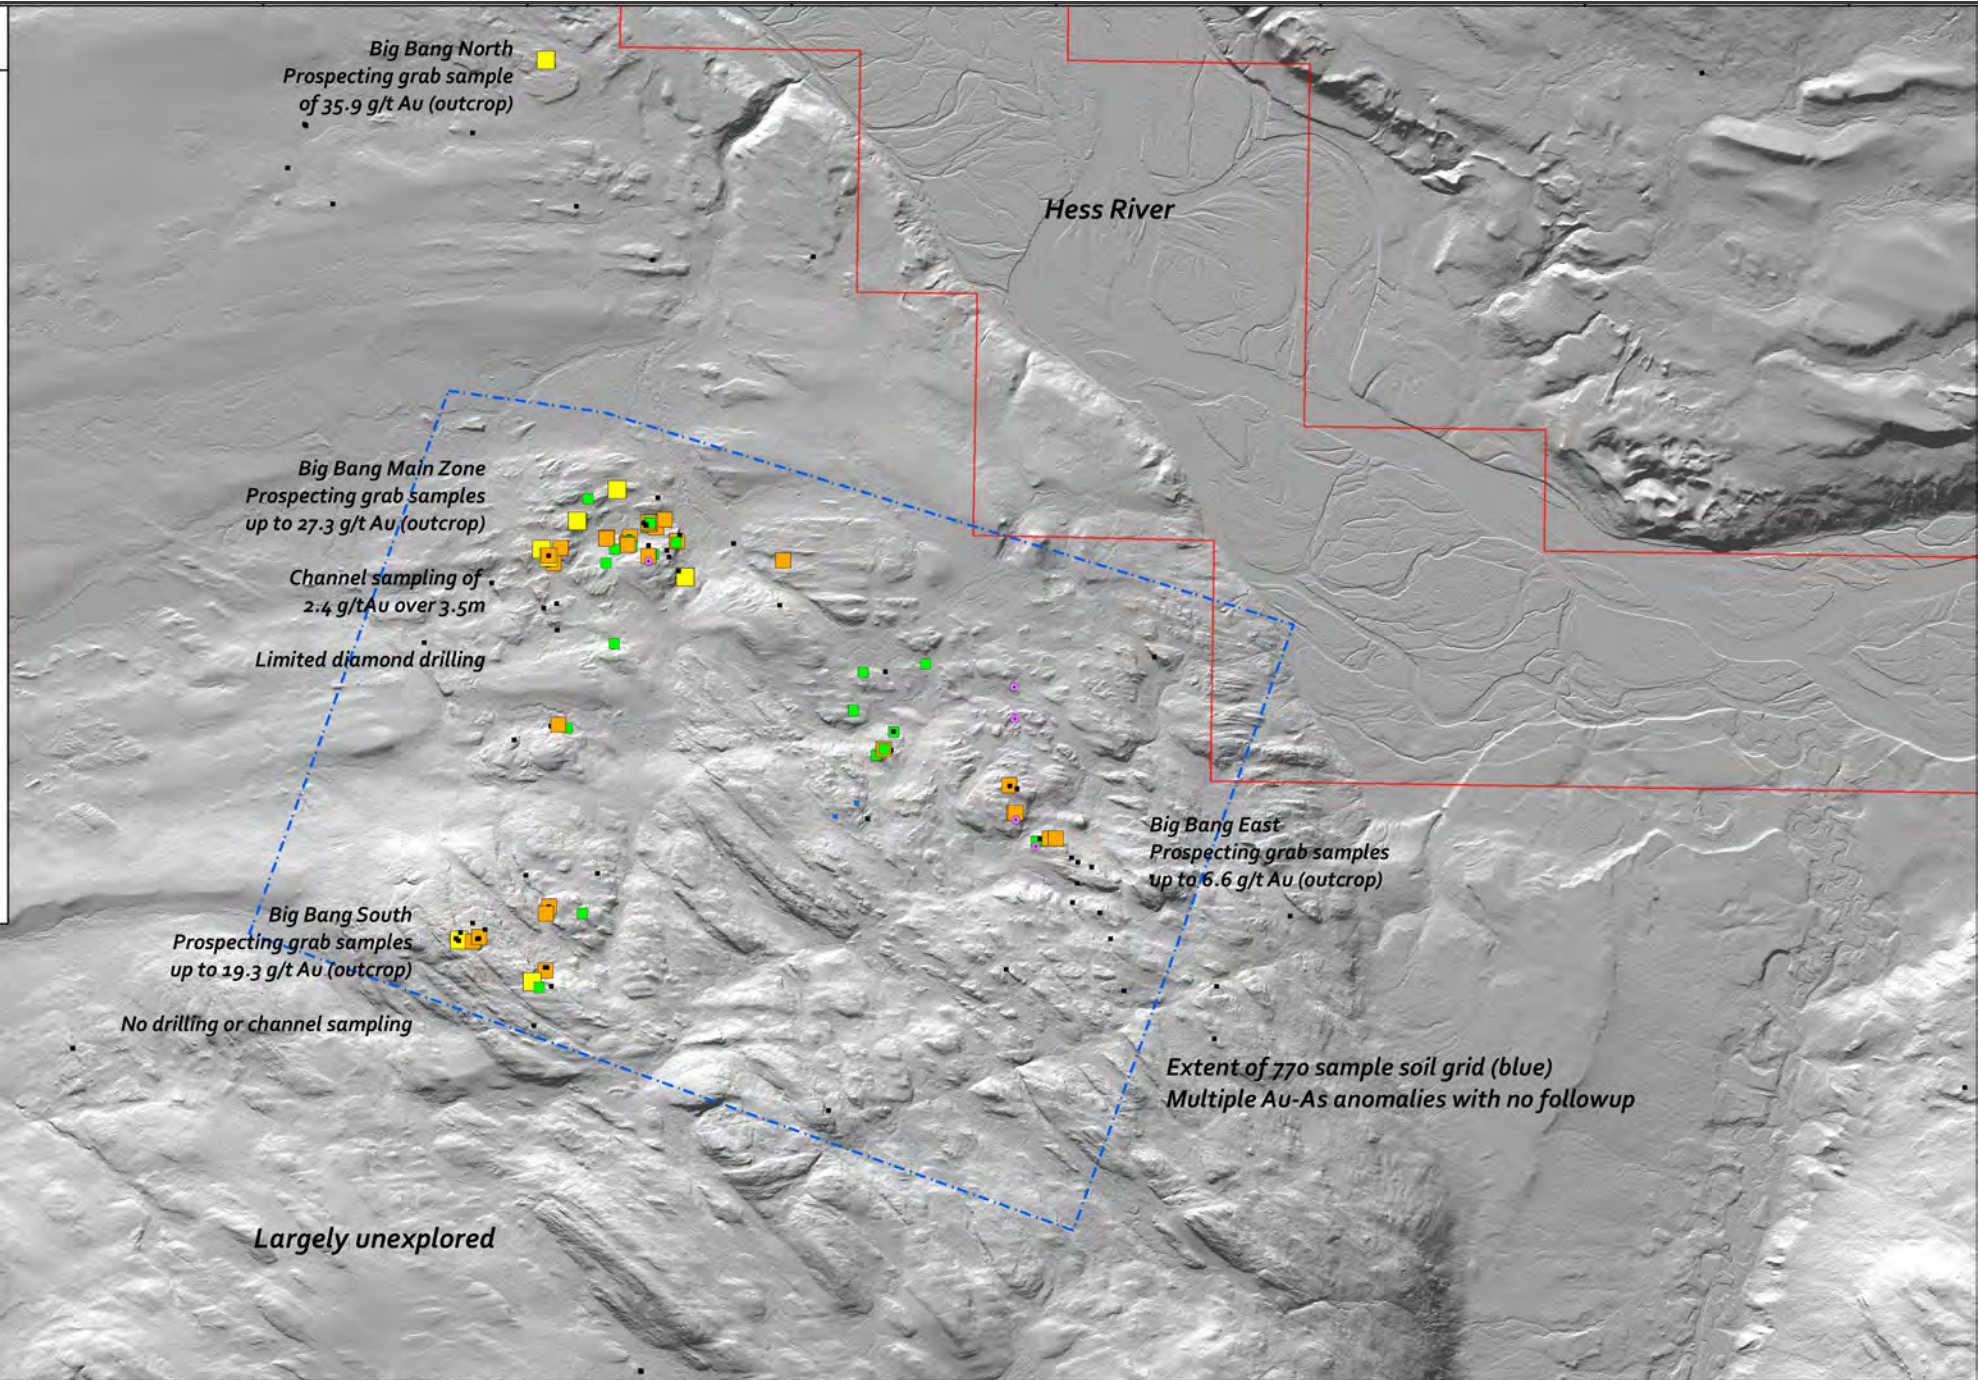 Big Bang North
Prospecting grab sample
of 35.9 g/t Au (outcrop)
Hess River
Big Bang Main Zone
Prospecting grab samples
up to 27.3 g/t Au (outcrop)
Channel sampling of
2.4 g/tAu over 3.5m
Limited diamond drilling
Big Bang East
Prospecting grab samples
up to 6.6 g/t Au (outcrop)
Big Bang South
Prospecting grab samples
up to 19.3 g/t Au (outcrop)
No drilling or channel sampling
Extent of 770 sample soil grid (blue)
Multiple Au-As anomalies with no followup
Largely unexplored